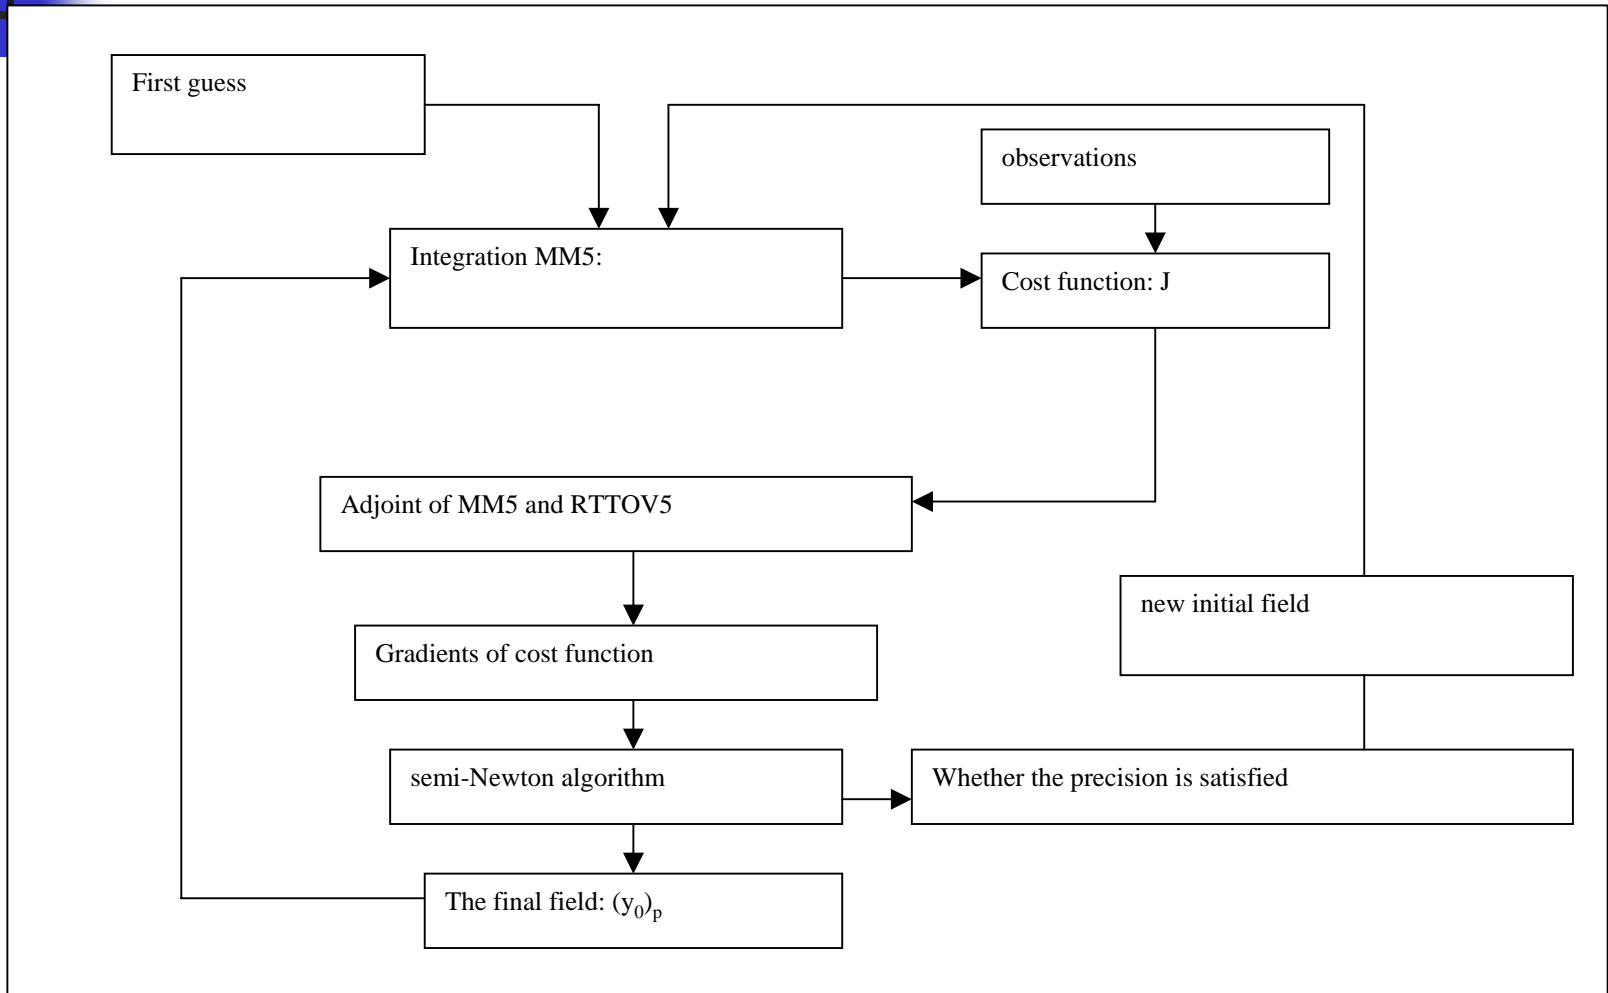 First guess
observations
Integration MM5:
Cost function: J
Adjoint of MM5 and RTTOV5
new initial field
Gradients of cost function
semi-Newton algorithm
Whether the precision is satisfied
The final field: (y₀)ₚ